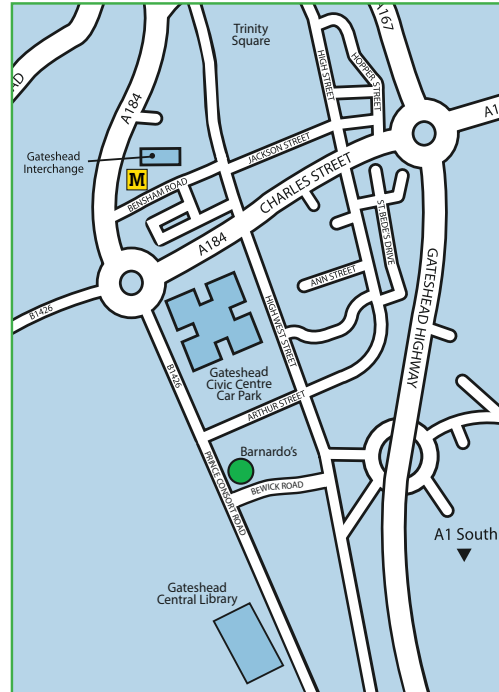 A167
Trinity
Square
HIGH STREET
HOPPER STREET
A184
A1
Gateshead
Interchange
JACKSON STREET
M
BENSHAM ROAD
CHARLES STREET
A184
ST.BEDE'S DRIVE
ANN STREET
GATESHEAD HIGHWAY
B1426
HIGH WEST STREET
B1426
Gateshead
Civic Centre
Car Park
ARTHUR STREET
Barnardo's
PRINCE CONSORT ROAD
BEWICK ROAD
A1 South
Gateshead
Central Library